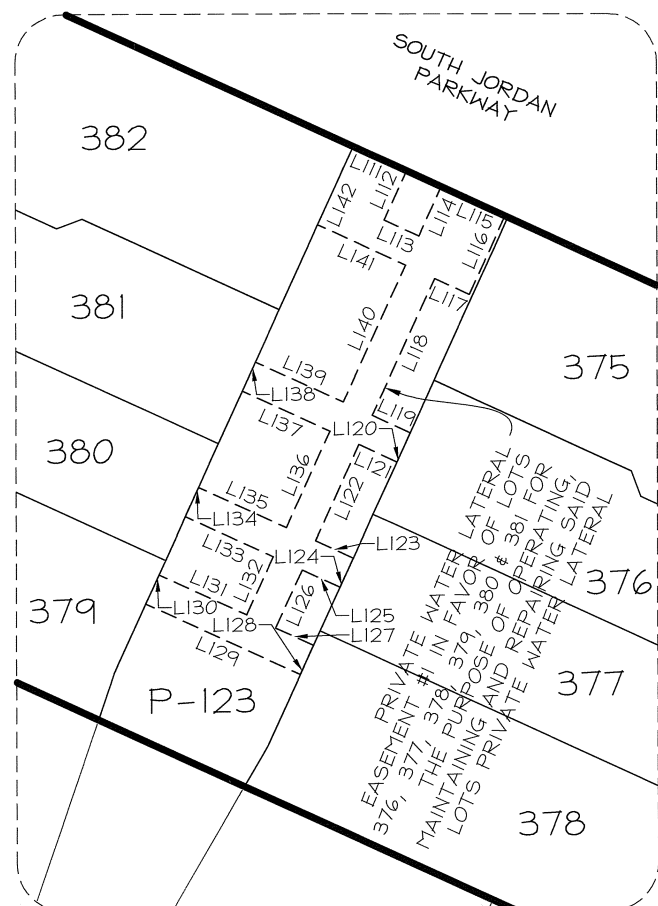 SOUTH JORDAN
PARKWAY
382
L111
L112
L113
L114
L115
L116
L117
L142
L141
L140
L118
381
L139
L138
L119
375
L137
L120
L121
L136
L122
380
L135
L134
L123
L133
L132
L124
L125
L126
L131
L130
L128
L127
L129
379
376
377
378
P-123
PRIVATE WATER LATERAL
EASEMENT #1 IN FAVOR OF LOTS
376, 377, 378, 379, 380 & 381 FOR
THE PURPOSE OF OPERATING,
MAINTAINING AND REPAIRING SAID
LOTS PRIVATE WATER LATERAL